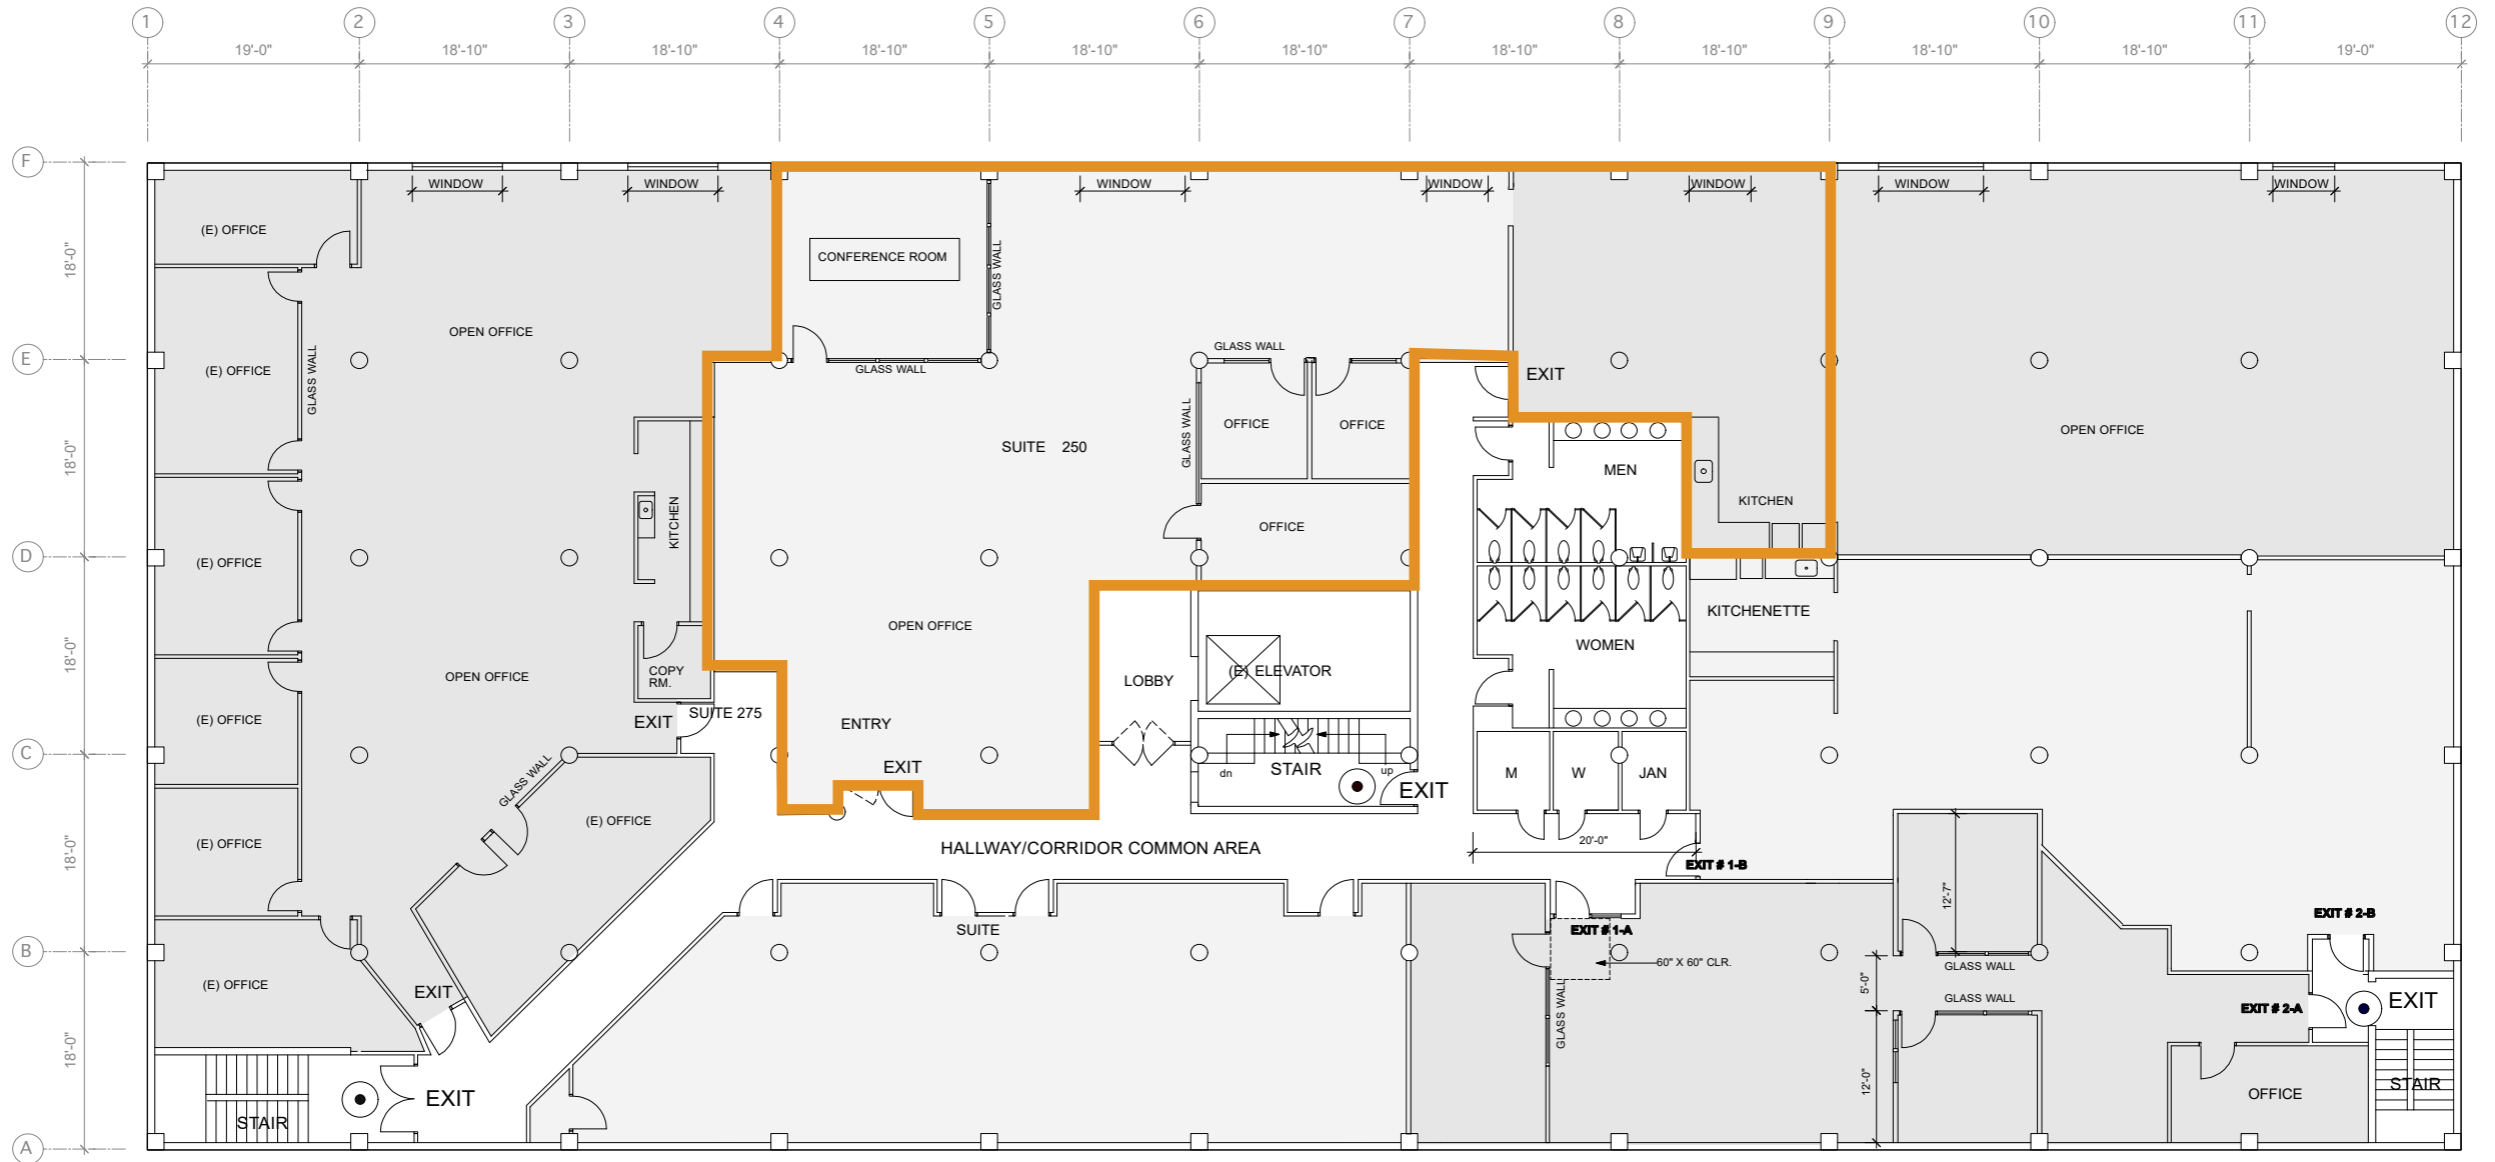 1 2 3 4 5 6 7 8 9 10 11 12
19'-0" 18'-10" 18'-10" 18'-10" 18'-10" 18'-10" 18'-10" 18'-10" 18'-10" 18'-10" 19'-0"
F
WINDOW WINDOW WINDOW WINDOW WINDOW WINDOW WINDOW
(E) OFFICE
CONFERENCE ROOM
18'-0"
GLASS WALL
OPEN OFFICE
GLASS WALL
E
(E) OFFICE
GLASS WALL
GLASS WALL
EXIT
OFFICE
OFFICE
OPEN OFFICE
SUITE 250
GLASS WALL
18'-0"
MEN
KITCHEN
KITCHEN
OFFICE
D
(E) OFFICE
KITCHENETTE
OPEN OFFICE
WOMEN
18'-0"
COPY
RM.
OPEN OFFICE
LOBBY
(E) ELEVATOR
SUITE 275
EXIT
(E) OFFICE
ENTRY
C
EXIT
dn
STAIR
up
M
W
JAN
GLASS WALL
EXIT
(E) OFFICE
(E) OFFICE
18'-0"
HALLWAY/CORRIDOR COMMON AREA
20'-0"
EXIT # 1-B
12'-7"
EXIT # 2-B
SUITE
EXIT # 1-A
B
60" X 60" CLR.
GLASS WALL
(E) OFFICE
EXIT
5'-0"
GLASS WALL
EXIT # 2-A
EXIT
GLASS WALL
18'-0"
12'-0"
STAIR
EXIT
OFFICE
STAIR
A